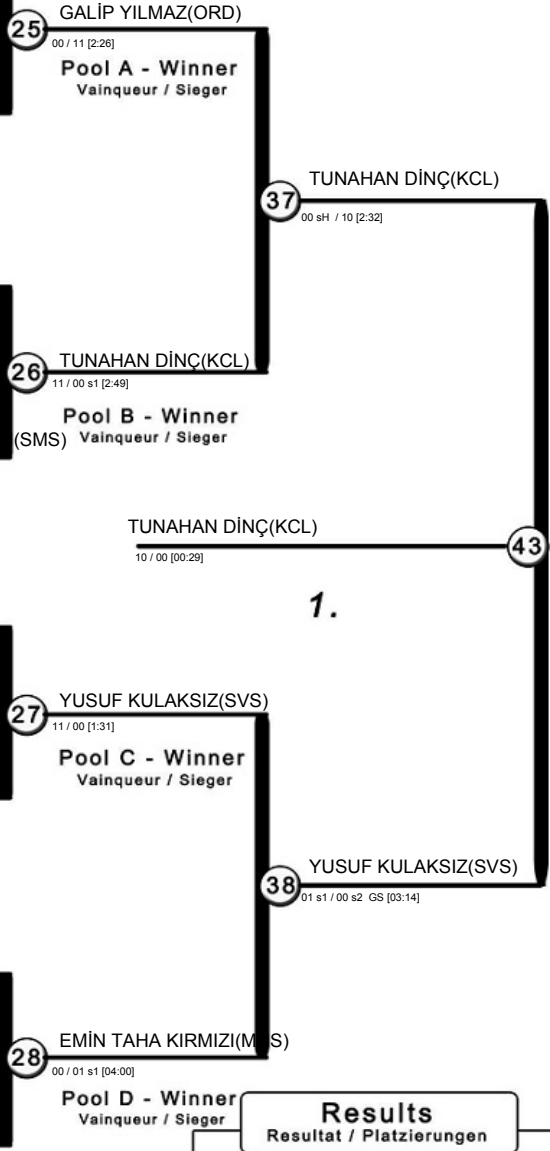 25
GALİP YILMAZ(ORD)
00 / 11 [2:26]
Pool A - Winner
Vainqueur / Sieger
37
TUNAHAN DİNÇ(KCL)
00 sH / 10 [2:32]
26
TUNAHAN DİNÇ(KCL)
11 / 00 s1 [2:49]
Pool B - Winner
(SMS)
Vainqueur / Sieger
TUNAHAN DİNÇ(KCL)
43
10 / 00 [00:29]
1.
27
YUSUF KULAKSIZ(SVS)
11 / 00 [1:31]
Pool C - Winner
Vainqueur / Sieger
38
YUSUF KULAKSIZ(SVS)
01 s1 / 00 s2 GS [03:14]
28
EMİN TAHA KIRMIZI(M S)
00 / 01 s1 [04:00]
Pool D - Winner
Vainqueur / Sieger
Results
Resultat / Platzierungen